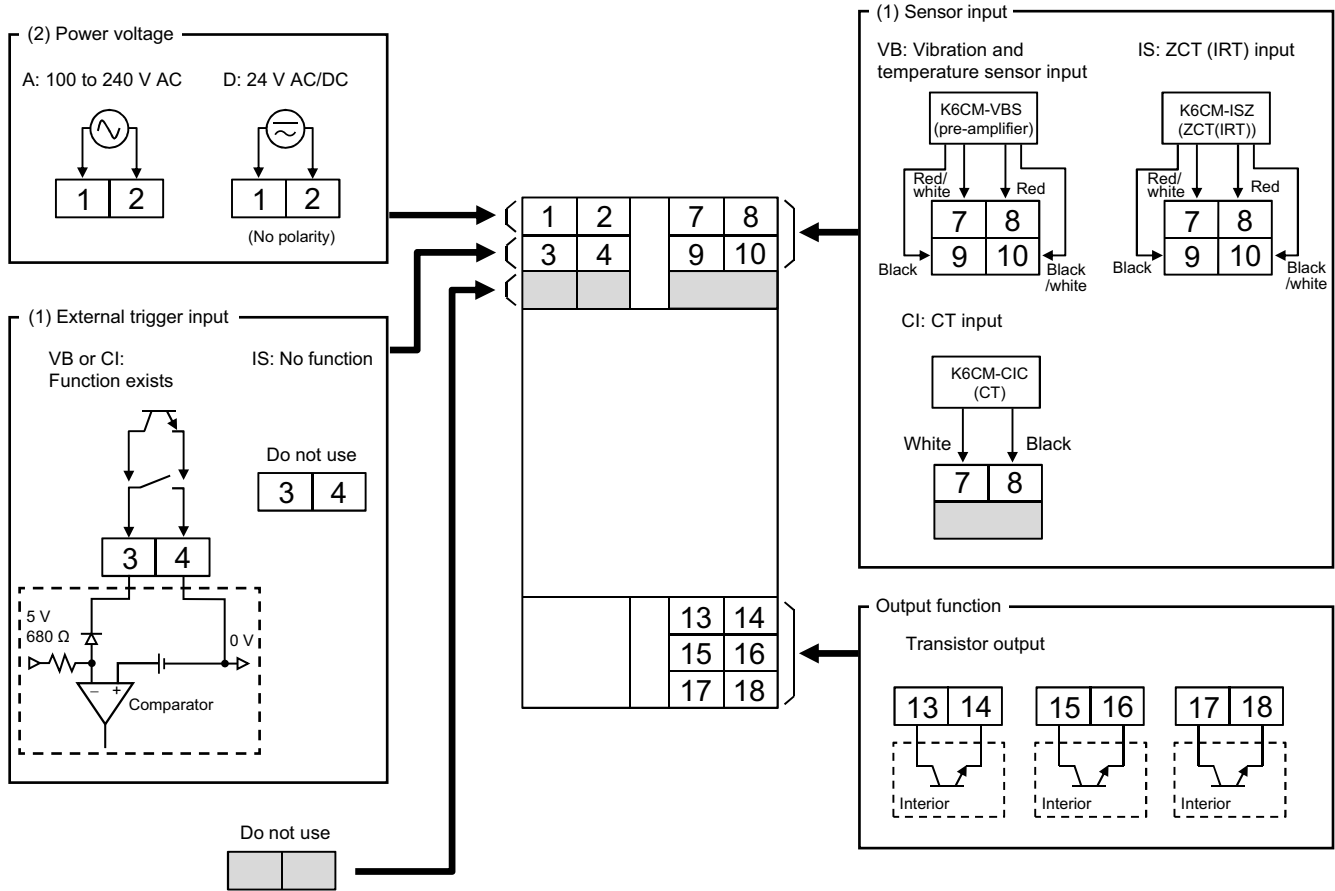 (2) Power voltage
A: 100 to 240 V AC
D: 24 V AC/DC
1 2
1 2
(No polarity)
(1) External trigger input
VB or CI:
Function exists
IS: No function
Do not use
3 4
3 4
5 V
680 Ω
0 V
– +
Comparator
Do not use
1 2 7 8
3 4 9 10
13 14
15 16
17 18
(1) Sensor input
VB: Vibration and
temperature sensor input
K6CM-VBS
(pre-amplifier)
Red/
white
Red
7 8
9 10
Black
Black
/white
IS: ZCT (IRT) input
K6CM-ISZ
(ZCT(IRT))
Red/
white
Red
7 8
9 10
Black
Black
/white
CI: CT input
K6CM-CIC
(CT)
White
Black
7 8
Output function
Transistor output
13 14
15 16
17 18
Interior
Interior
Interior